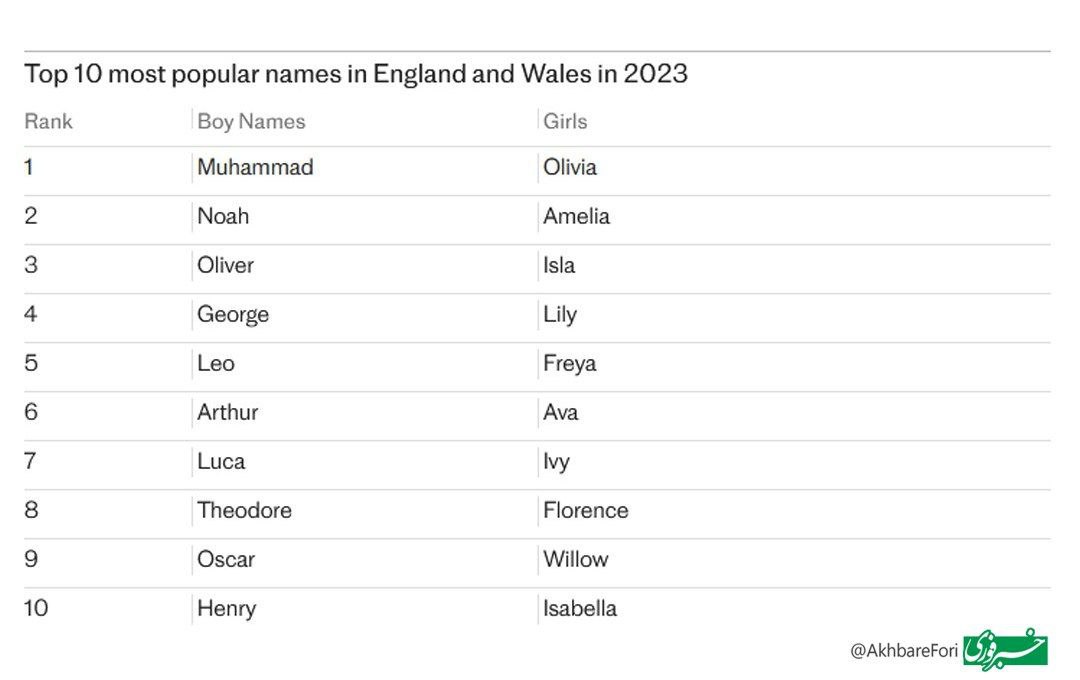 Top 10 most popular names in England and Wales in 2023
Rank Boy Names Girls
1 Muhammad Olivia
2 Noah Amelia
3 Oliver Isla
4 George Lily
5 Leo Freya
6 Arthur Ava
7 Luca Ivy
8 Theodore Florence
9 Oscar Willow
10 Henry Isabella
@AkhbareFori خبرفوری